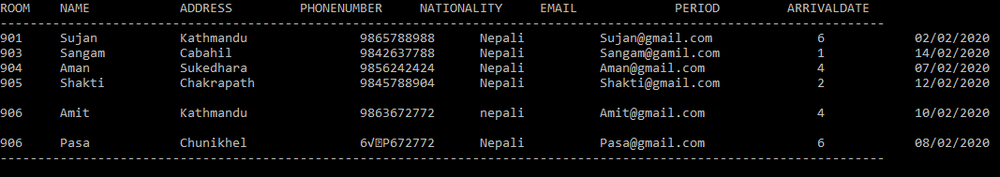 ROOM NAME ADDRESS PHONENUMBER NATIONALITY EMAIL PERIOD ARRIVALDATE
----------------------------------------------------------------------------------------------------------------------
901 Sujan Kathmandu 9865788988 Nepali Sujan@gmail.com 6 02/02/2020
903 Sangam Cabahil 9842637788 Nepali Sangam@gamil.com 1 14/02/2020
904 Aman Sukedhara 9856242424 Nepali Aman@gmail.com 4 07/02/2020
905 Shakti Chakrapath 9845788904 Nepali Shakti@gmail.com 2 12/02/2020
906 Amit Kathmandu 9863672772 nepali Amit@gmail.com 4 10/02/2020
906 Pasa Chunikhel 6√⍰P672772 Nepali Pasa@gmail.com 6 08/02/2020
----------------------------------------------------------------------------------------------------------------------